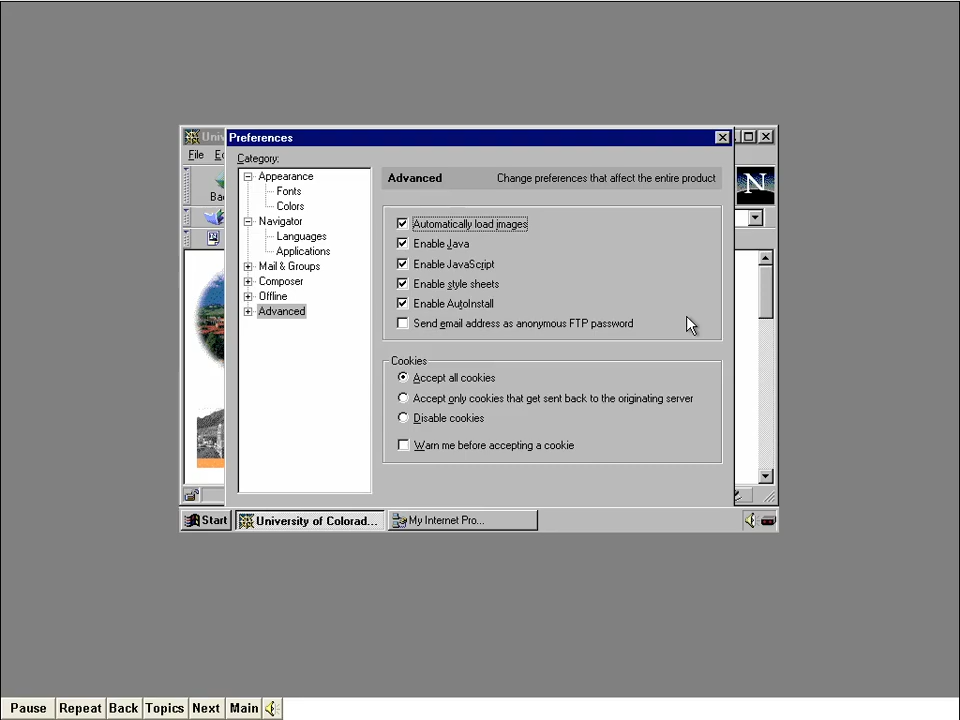 Univ
Preferences
File
Category:
Appearance
Fonts
Colors
Navigator
Languages
Applications
Mail & Groups
Composer
Offline
Advanced
Advanced Change preferences that affect the entire product
N
Automatically load images
Enable Java
Enable JavaScript
Enable style sheets
Enable AutoInstall
Send email address as anonymous FTP password
Cookies
Accept all cookies
Accept only cookies that get sent back to the originating server
Disable cookies
Warn me before accepting a cookie
Start University of Colorad... My Internet Pro...
Pause Repeat Back Topics Next Main